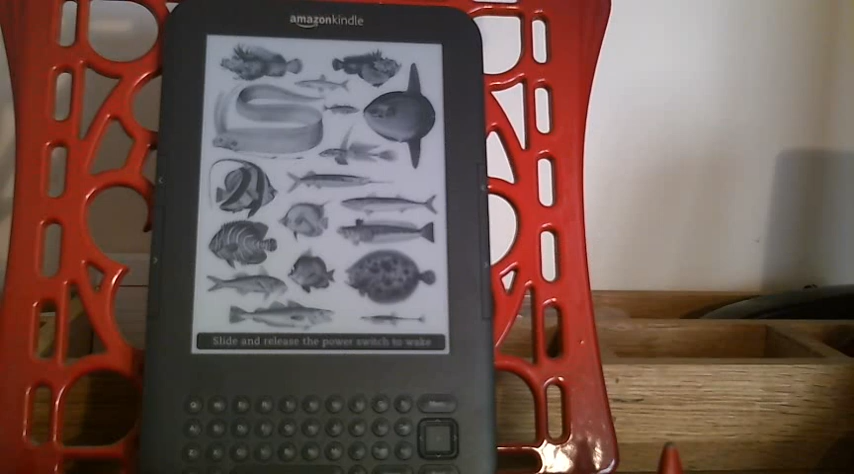 amazonkindle
Slide and release the power switch to wake